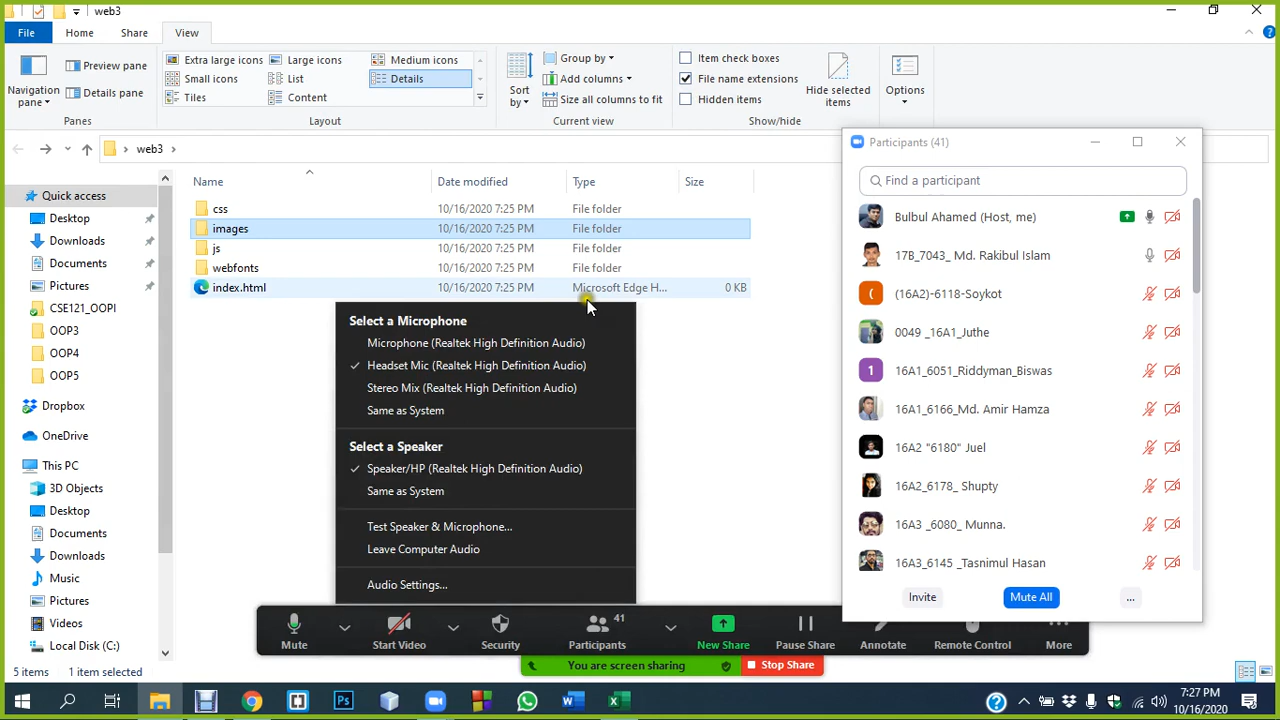 web3
File
Home
Share
View
Navigation pane
Preview pane
Details pane
Panes
Extra large icons
Large icons
Medium icons
Small icons
List
Details
Tiles
Content
Layout
Sort by
Group by
Add columns
Size all columns to fit
Current view
Item check boxes
File name extensions
Hidden items
Hide selected items
Show/hide
Options
web3
Quick access
Desktop
Downloads
Documents
Pictures
CSE121_OOPI
OOP3
OOP4
OOP5
Dropbox
OneDrive
This PC
3D Objects
Desktop
Documents
Downloads
Music
Pictures
Videos
Local Disk (C:)
Name Date modified Type Size
css 10/16/2020 7:25 PM File folder
images 10/16/2020 7:25 PM File folder
js 10/16/2020 7:25 PM File folder
webfonts 10/16/2020 7:25 PM File folder
index.html 10/16/2020 7:25 PM Microsoft Edge H... 0 KB
Select a Microphone
Microphone (Realtek High Definition Audio)
Headset Mic (Realtek High Definition Audio)
Stereo Mix (Realtek High Definition Audio)
Same as System
Select a Speaker
Speaker/HP (Realtek High Definition Audio)
Same as System
Test Speaker & Microphone...
Leave Computer Audio
Audio Settings...
Participants (41)
Find a participant
Bulbul Ahamed (Host, me)
17B_7043_ Md. Rakibul Islam
( (16A2)-6118-Soykot
0049 _16A1_Juthe
1 16A1_6051_Riddyman_Biswas
16A1_6166_Md. Amir Hamza
16A2 "6180" Juel
16A2_6178_ Shupty
16A3 _6080_ Munna.
16A3_6145 _Tasnimul Hasan
Invite
Mute All
...
Mute
Start Video
Security
41
Participants
New Share
Pause Share
Annotate
Remote Control
More
You are screen sharing
Stop Share
5 items 1 item selected
7:27 PM
10/16/2020